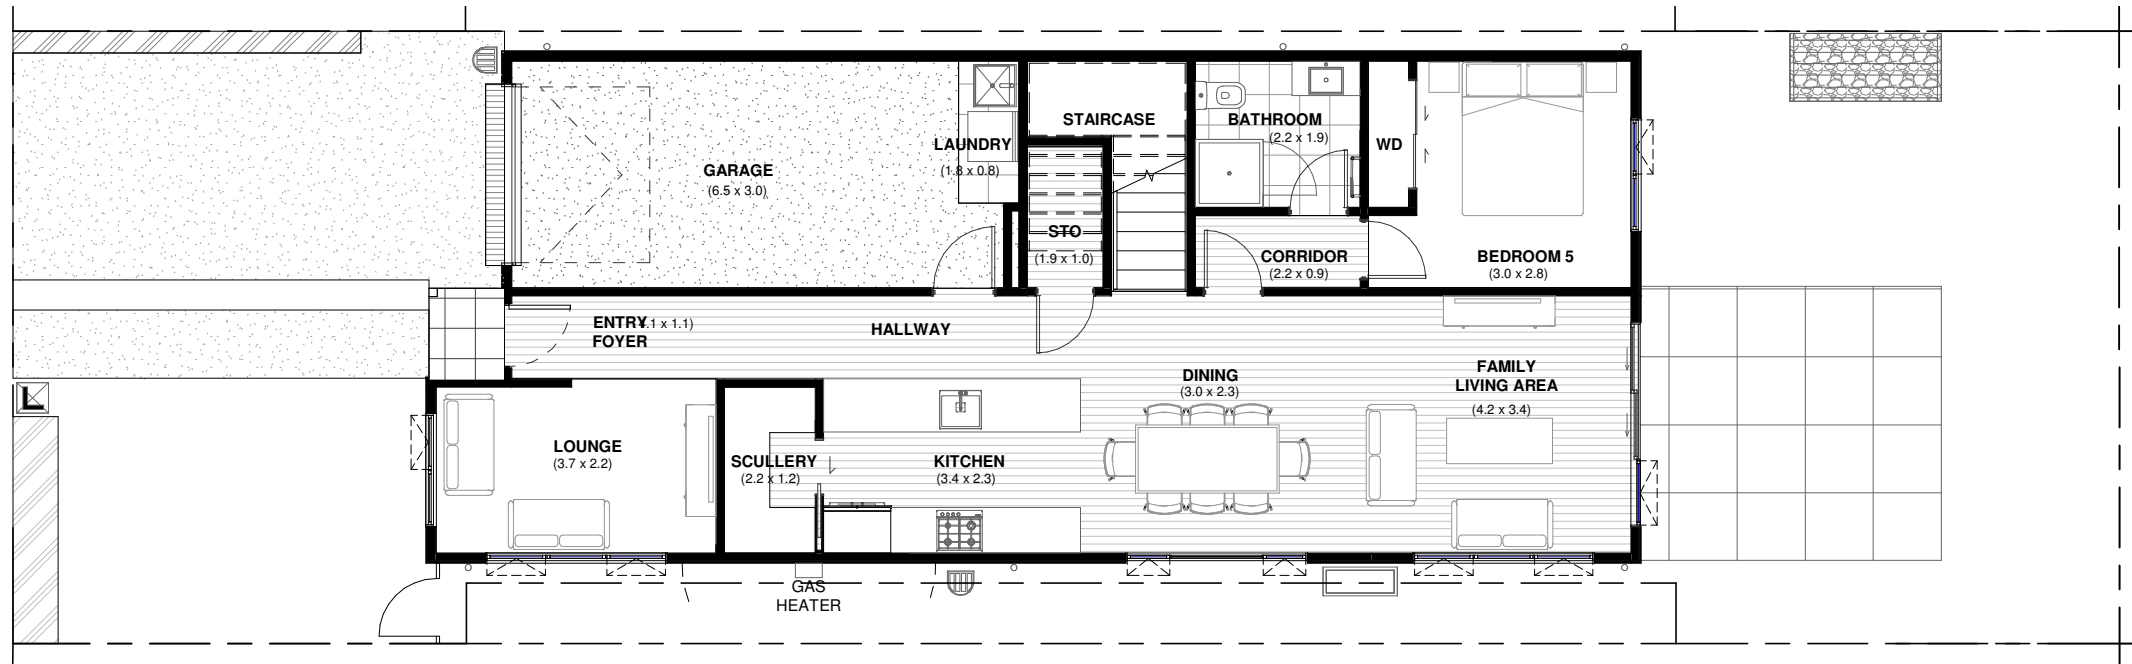 STAIRCASE
BATHROOM
(2.2 x 1.9)
LAUNDRY
(1.8 x 0.8)
WD
GARAGE
(6.5 x 3.0)
STO
(1.9 x 1.0)
CORRIDOR
(2.2 x 0.9)
BEDROOM 5
(3.0 x 2.8)
ENTRY
.1 x 1.1)
FOYER
HALLWAY
DINING
(3.0 x 2.3)
FAMILY
LIVING AREA
(4.2 x 3.4)
L
LOUNGE
(3.7 x 2.2)
SCULLERY
(2.2 x 1.2)
KITCHEN
(3.4 x 2.3)
GAS
HEATER